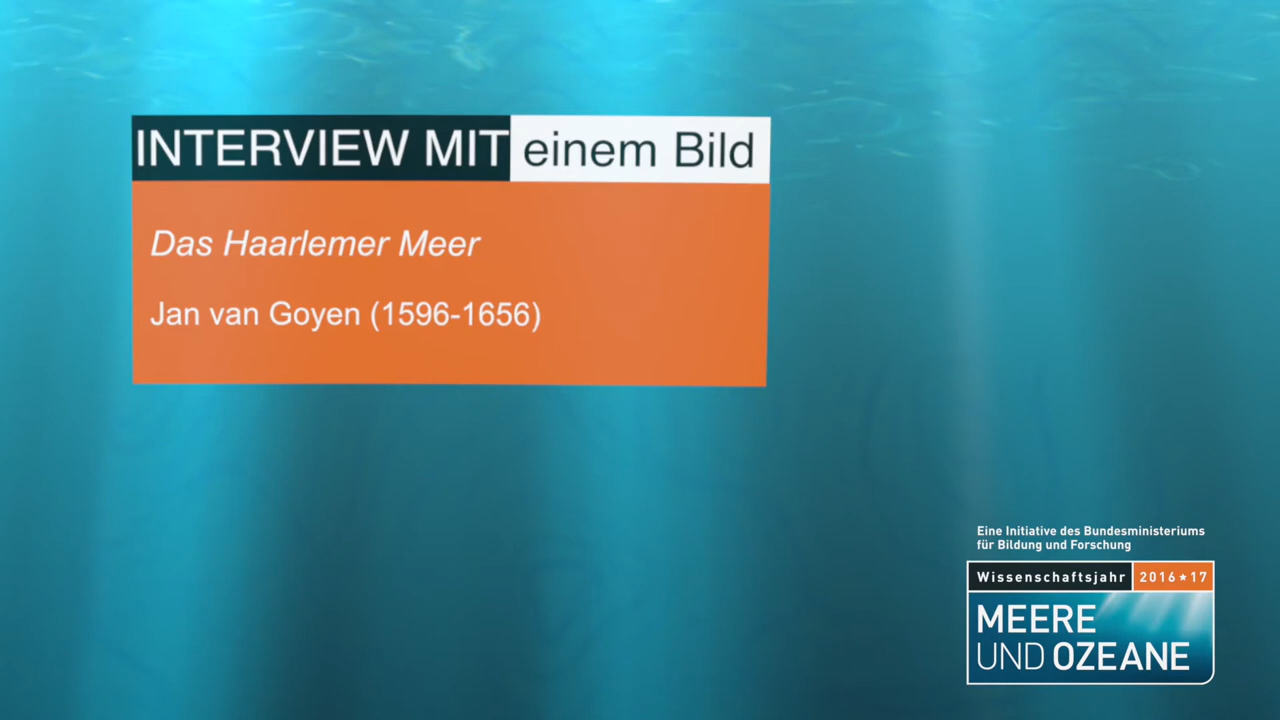 INTERVIEW MIT einem Bild
Das Haarlemer Meer
Jan van Goyen (1596-1656)
Eine Initiative des Bundesministeriums
für Bildung und Forschung
Wissenschaftsjahr 2016★17
MEERE
UND OZEANE